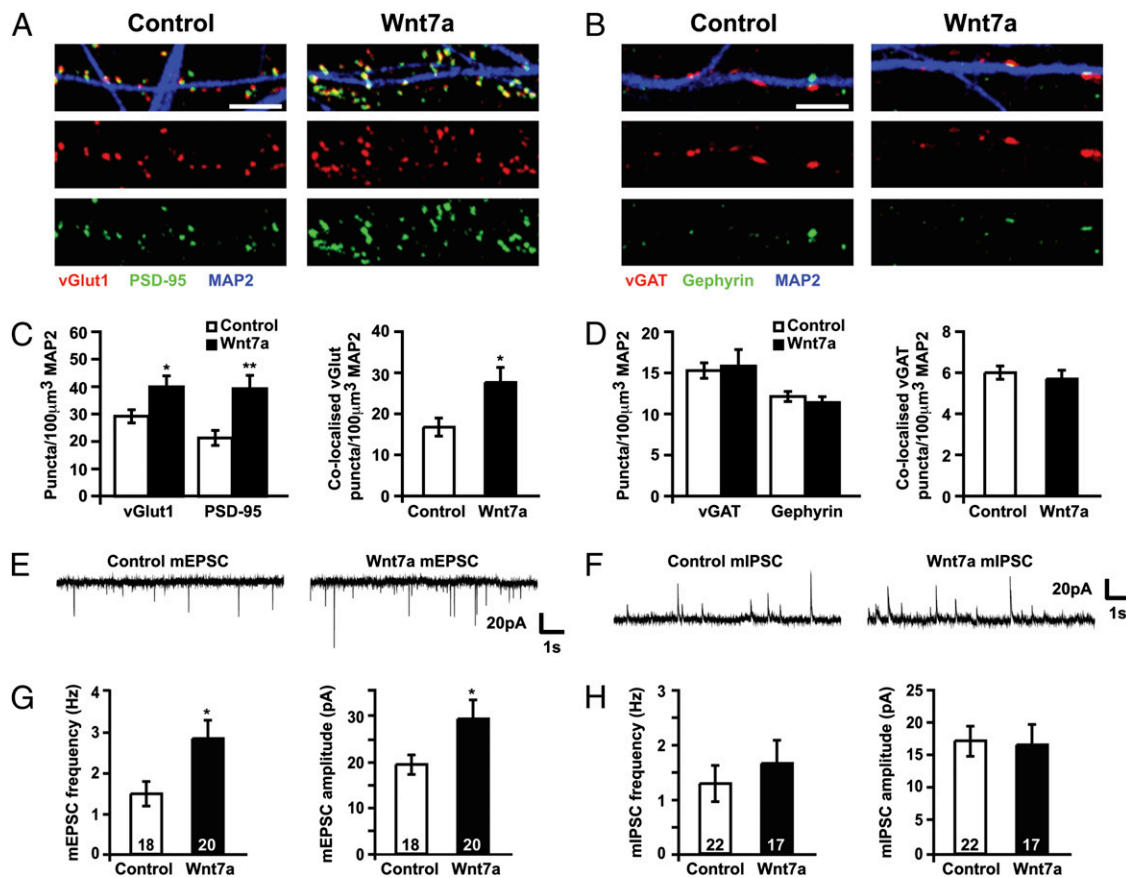 A
Control
Wnt7a
vGlut1 PSD-95 MAP2
B
Control
Wnt7a
vGAT Gephyrin MAP2
C
Puncta/100μm³ MAP2
60
50
40
30
20
10
0
Control
Wnt7a
*
**
vGlut1 PSD-95
Co-localised vGlut
puncta/100μm³ MAP2
40
30
20
10
0
*
Control Wnt7a
D
Puncta/100μm³ MAP2
20
15
10
5
0
Control
Wnt7a
vGAT Gephyrin
Co-localised vGAT
puncta/100μm³ MAP2
8
6
4
2
0
Control Wnt7a
E
Control mEPSC
Wnt7a mEPSC
20pA
1s
F
Control mIPSC
Wnt7a mIPSC
20pA
1s
G
mEPSC frequency (Hz)
4
3
2
1
0
*
18
20
Control Wnt7a
mEPSC amplitude (pA)
30
20
10
0
*
18
20
Control Wnt7a
H
mIPSC frequency (Hz)
3
2
1
0
22
17
Control Wnt7a
mIPSC amplitude (pA)
25
20
15
10
5
0
22
17
Control Wnt7a